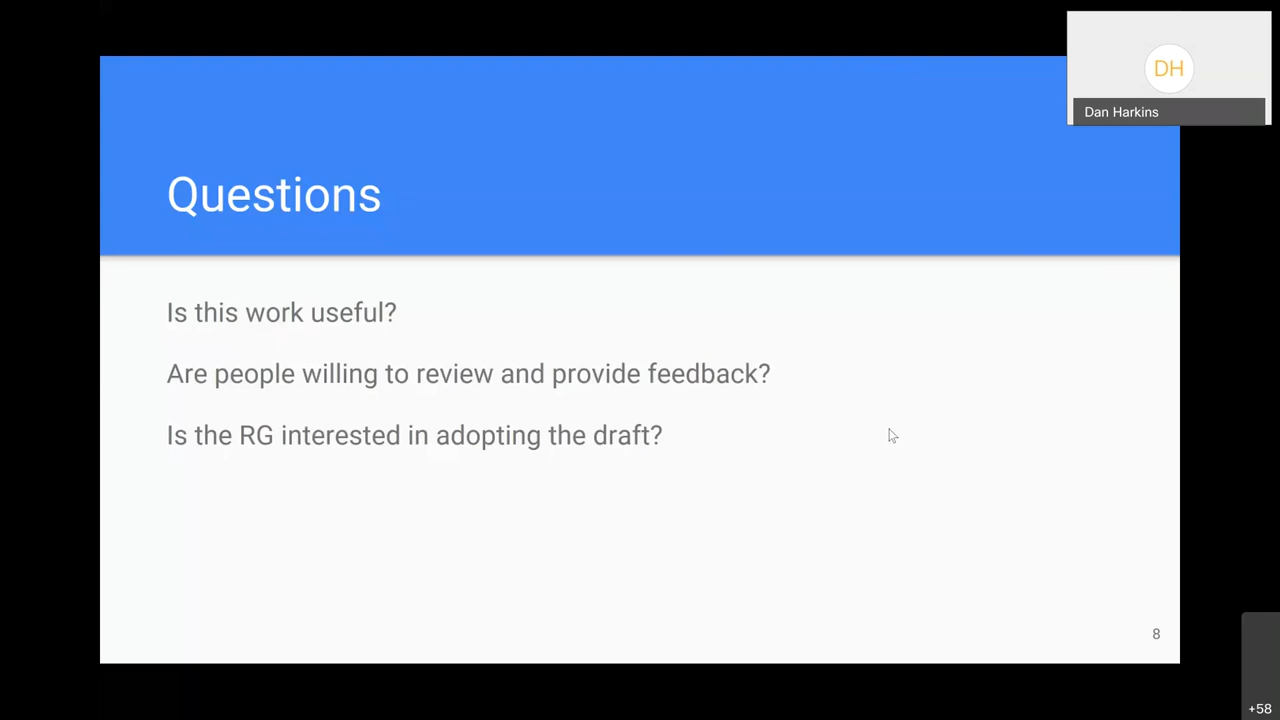 DH
Dan Harkins
Questions
Is this work useful?
Are people willing to review and provide feedback?
Is the RG interested in adopting the draft?
8
+58